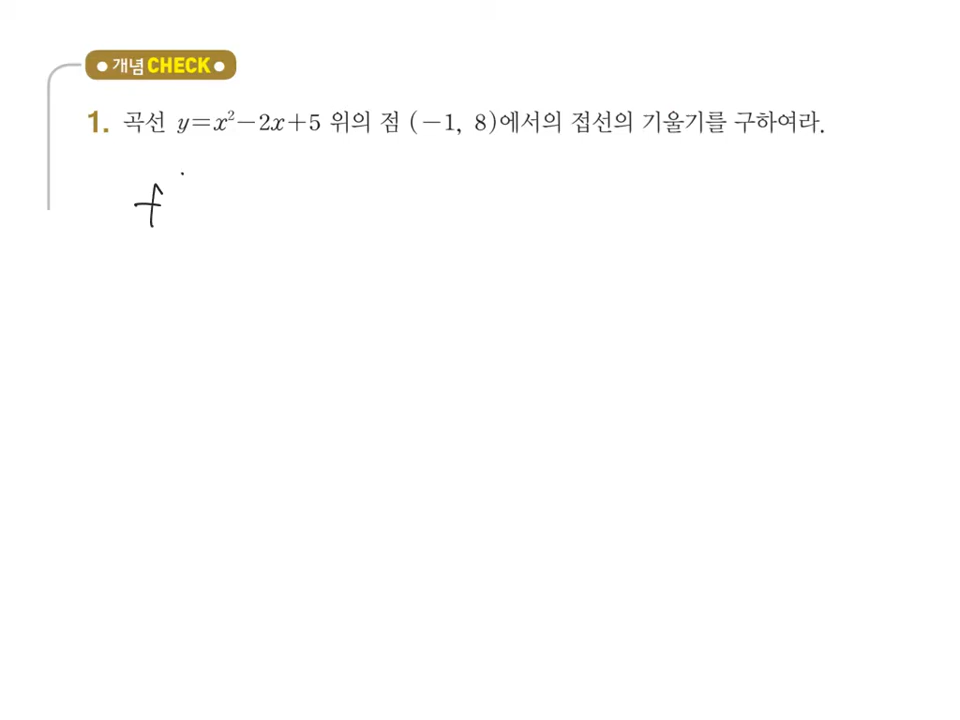 개념 CHECK
1. 곡선 y=x²-2x+5 위의 점 (-1, 8)에서의 접선의 기울기를 구하여라.
f